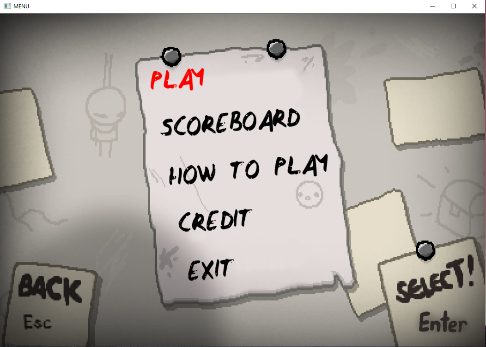 MENU
PLAY
SCOREBOARD
HOW TO PLAY
CREDIT
EXIT
BACK
Esc
SELECT!
Enter